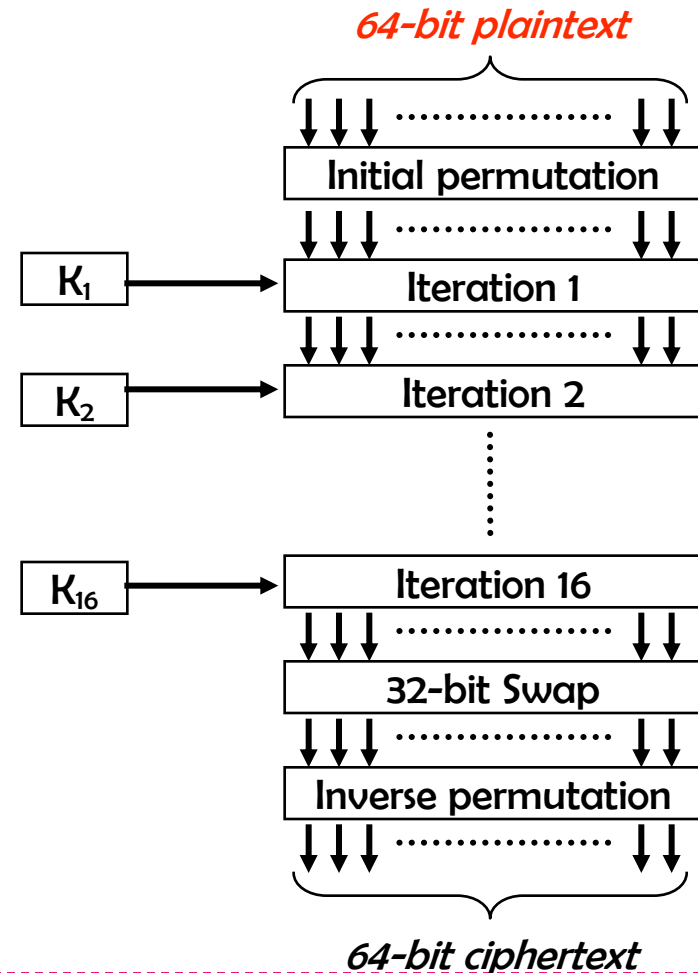 64-bit plaintext
Initial permutation
K₁
Iteration 1
K₂
Iteration 2
K₁₆
Iteration 16
32-bit Swap
Inverse permutation
64-bit ciphertext